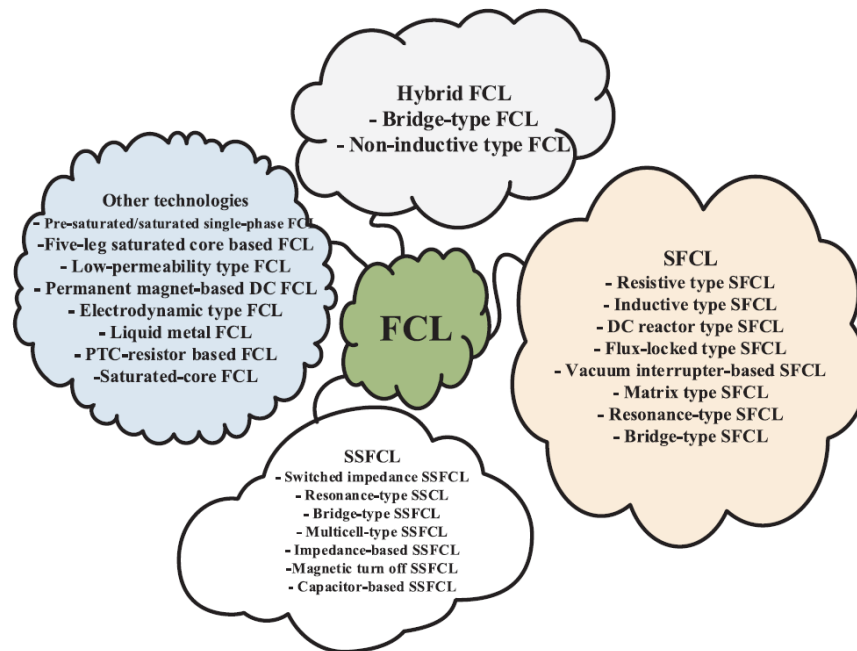 Hybrid FCL
- Bridge-type FCL
- Non-inductive type FCL
Other technologies
- Pre-saturated/saturated single-phase FCL
-Five-leg saturated core based FCL
- Low-permeability type FCL
- Permanent magnet-based DC FCL
- Electrodynamic type FCL
- Liquid metal FCL
- PTC-resistor based FCL
-Saturated-core FCL
FCL
SFCL
- Resistive type SFCL
- Inductive type SFCL
- DC reactor type SFCL
- Flux-locked type SFCL
- Vacuum interrupter-based SFCL
- Matrix type SFCL
- Resonance-type SFCL
- Bridge-type SFCL
SSFCL
- Switched impedance SSFCL
- Resonance-type SSCL
- Bridge-type SSFCL
- Multicell-type SSFCL
- Impedance-based SSFCL
-Magnetic turn off SSFCL
- Capacitor-based SSFCL